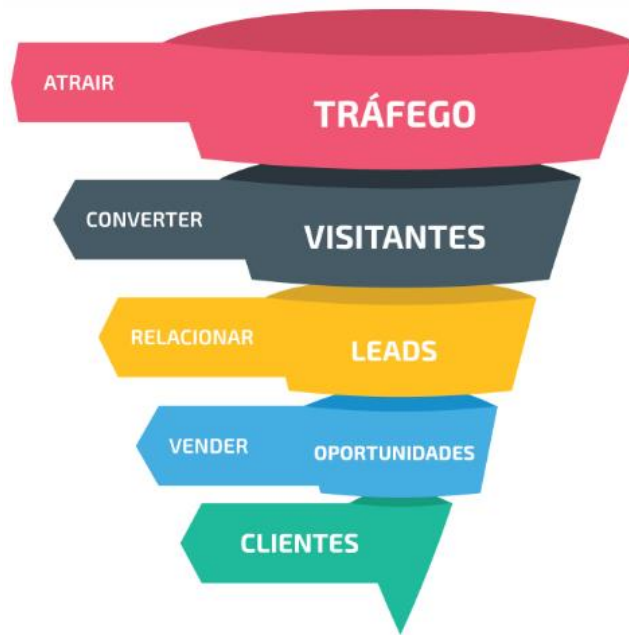 ATRAIR
TRÁFEGO
CONVERTER
VISITANTES
RELACIONAR
LEADS
VENDER
OPORTUNIDADES
CLIENTES